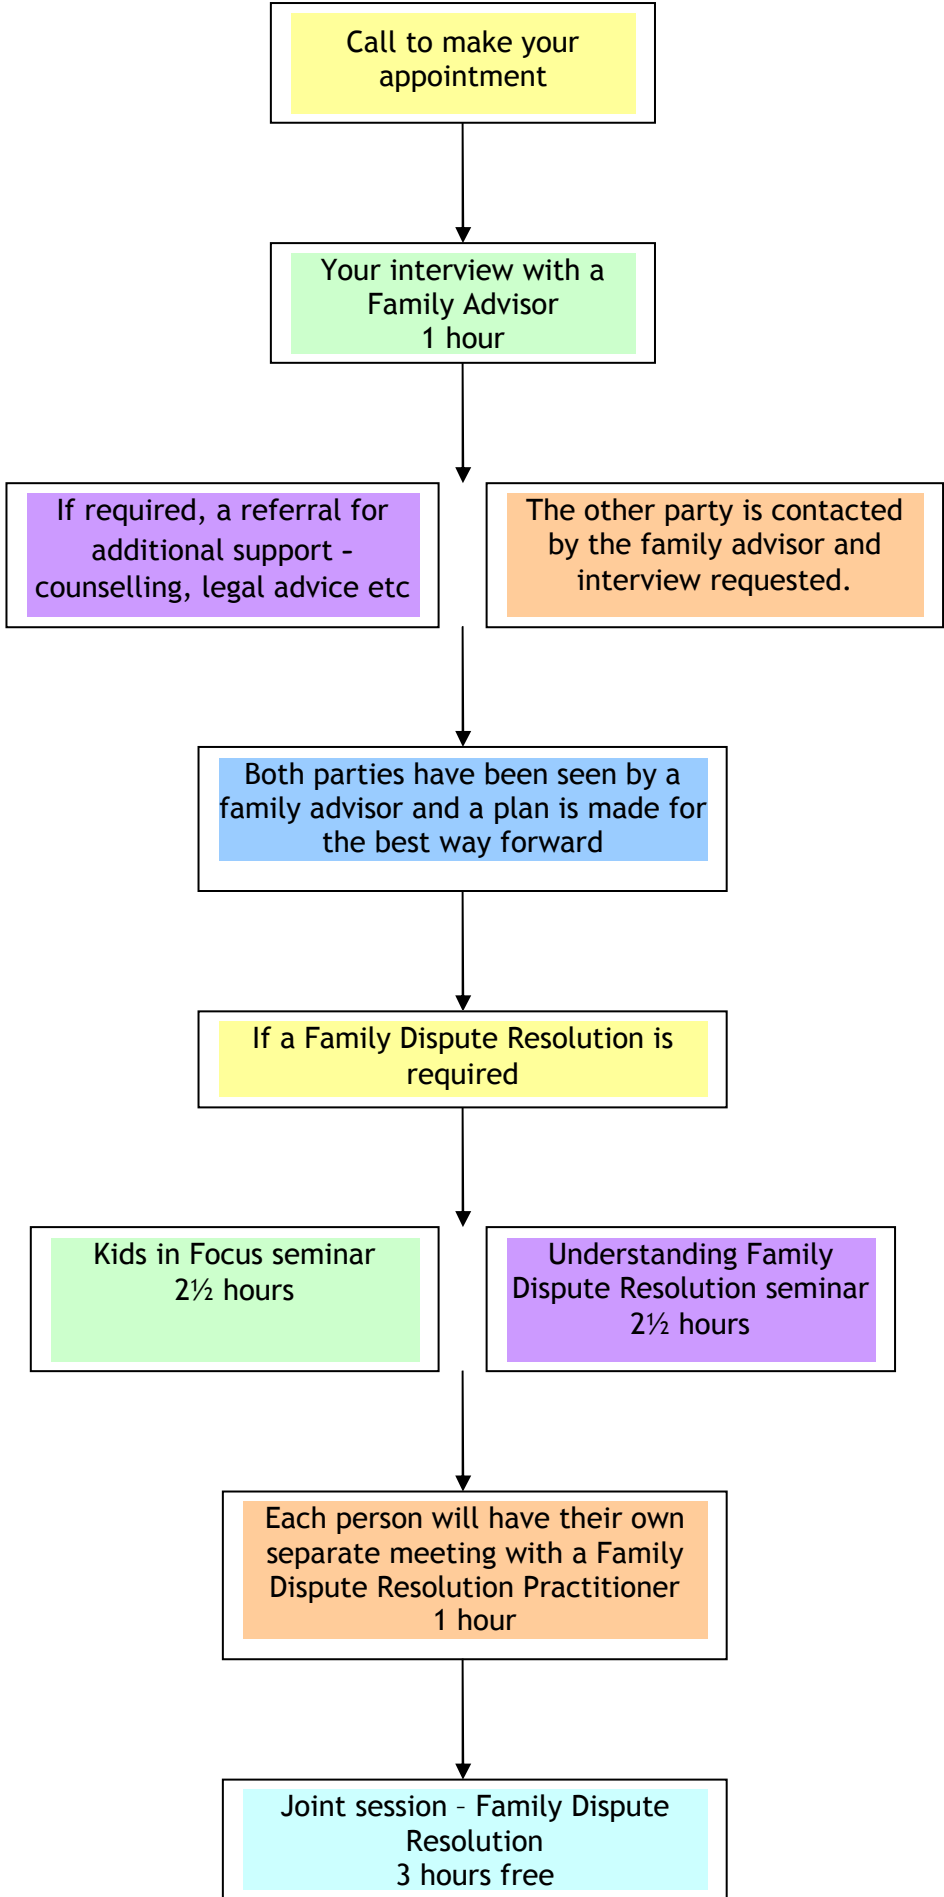 Call to make your
appointment
Your interview with a
Family Advisor
1 hour
If required, a referral for
additional support -
counselling, legal advice etc
The other party is contacted
by the family advisor and
interview requested.
Both parties have been seen by a
family advisor and a plan is made for
the best way forward
If a Family Dispute Resolution is
required
Kids in Focus seminar
2½ hours
Understanding Family
Dispute Resolution seminar
2½ hours
Each person will have their own
separate meeting with a Family
Dispute Resolution Practitioner
1 hour
Joint session – Family Dispute
Resolution
3 hours free